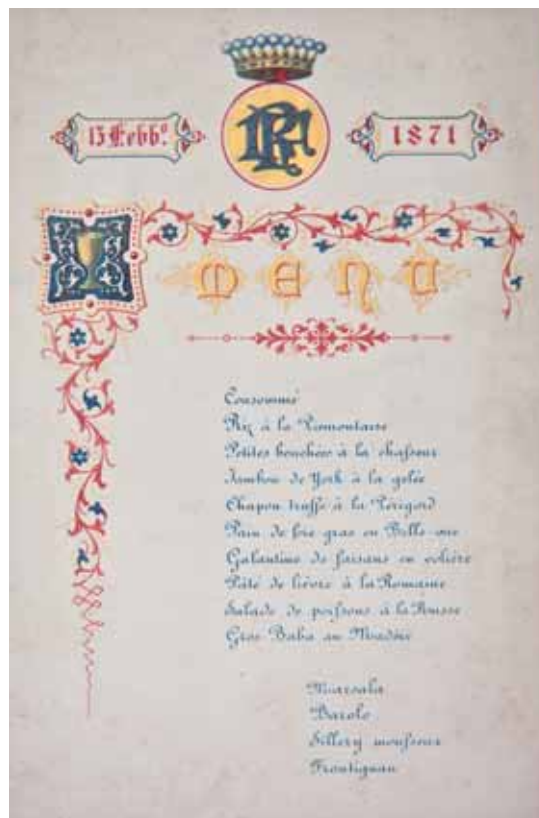 15 Febb.º
RF
1871
MENU
Consommé
Riz à la Piemontaise
Petites bouchées à la chasseur
Jambon de York à la gelée
Chapon truffé à la Périgord
Pain de foie gras en Belle-vue
Galantine de faisans en volière
Pâté de lièvre à la Romaine
Salade de poissons à la Russe
Gros Baba au Madère
Marsala
Barolo
Sillery mousseux
Frontignan